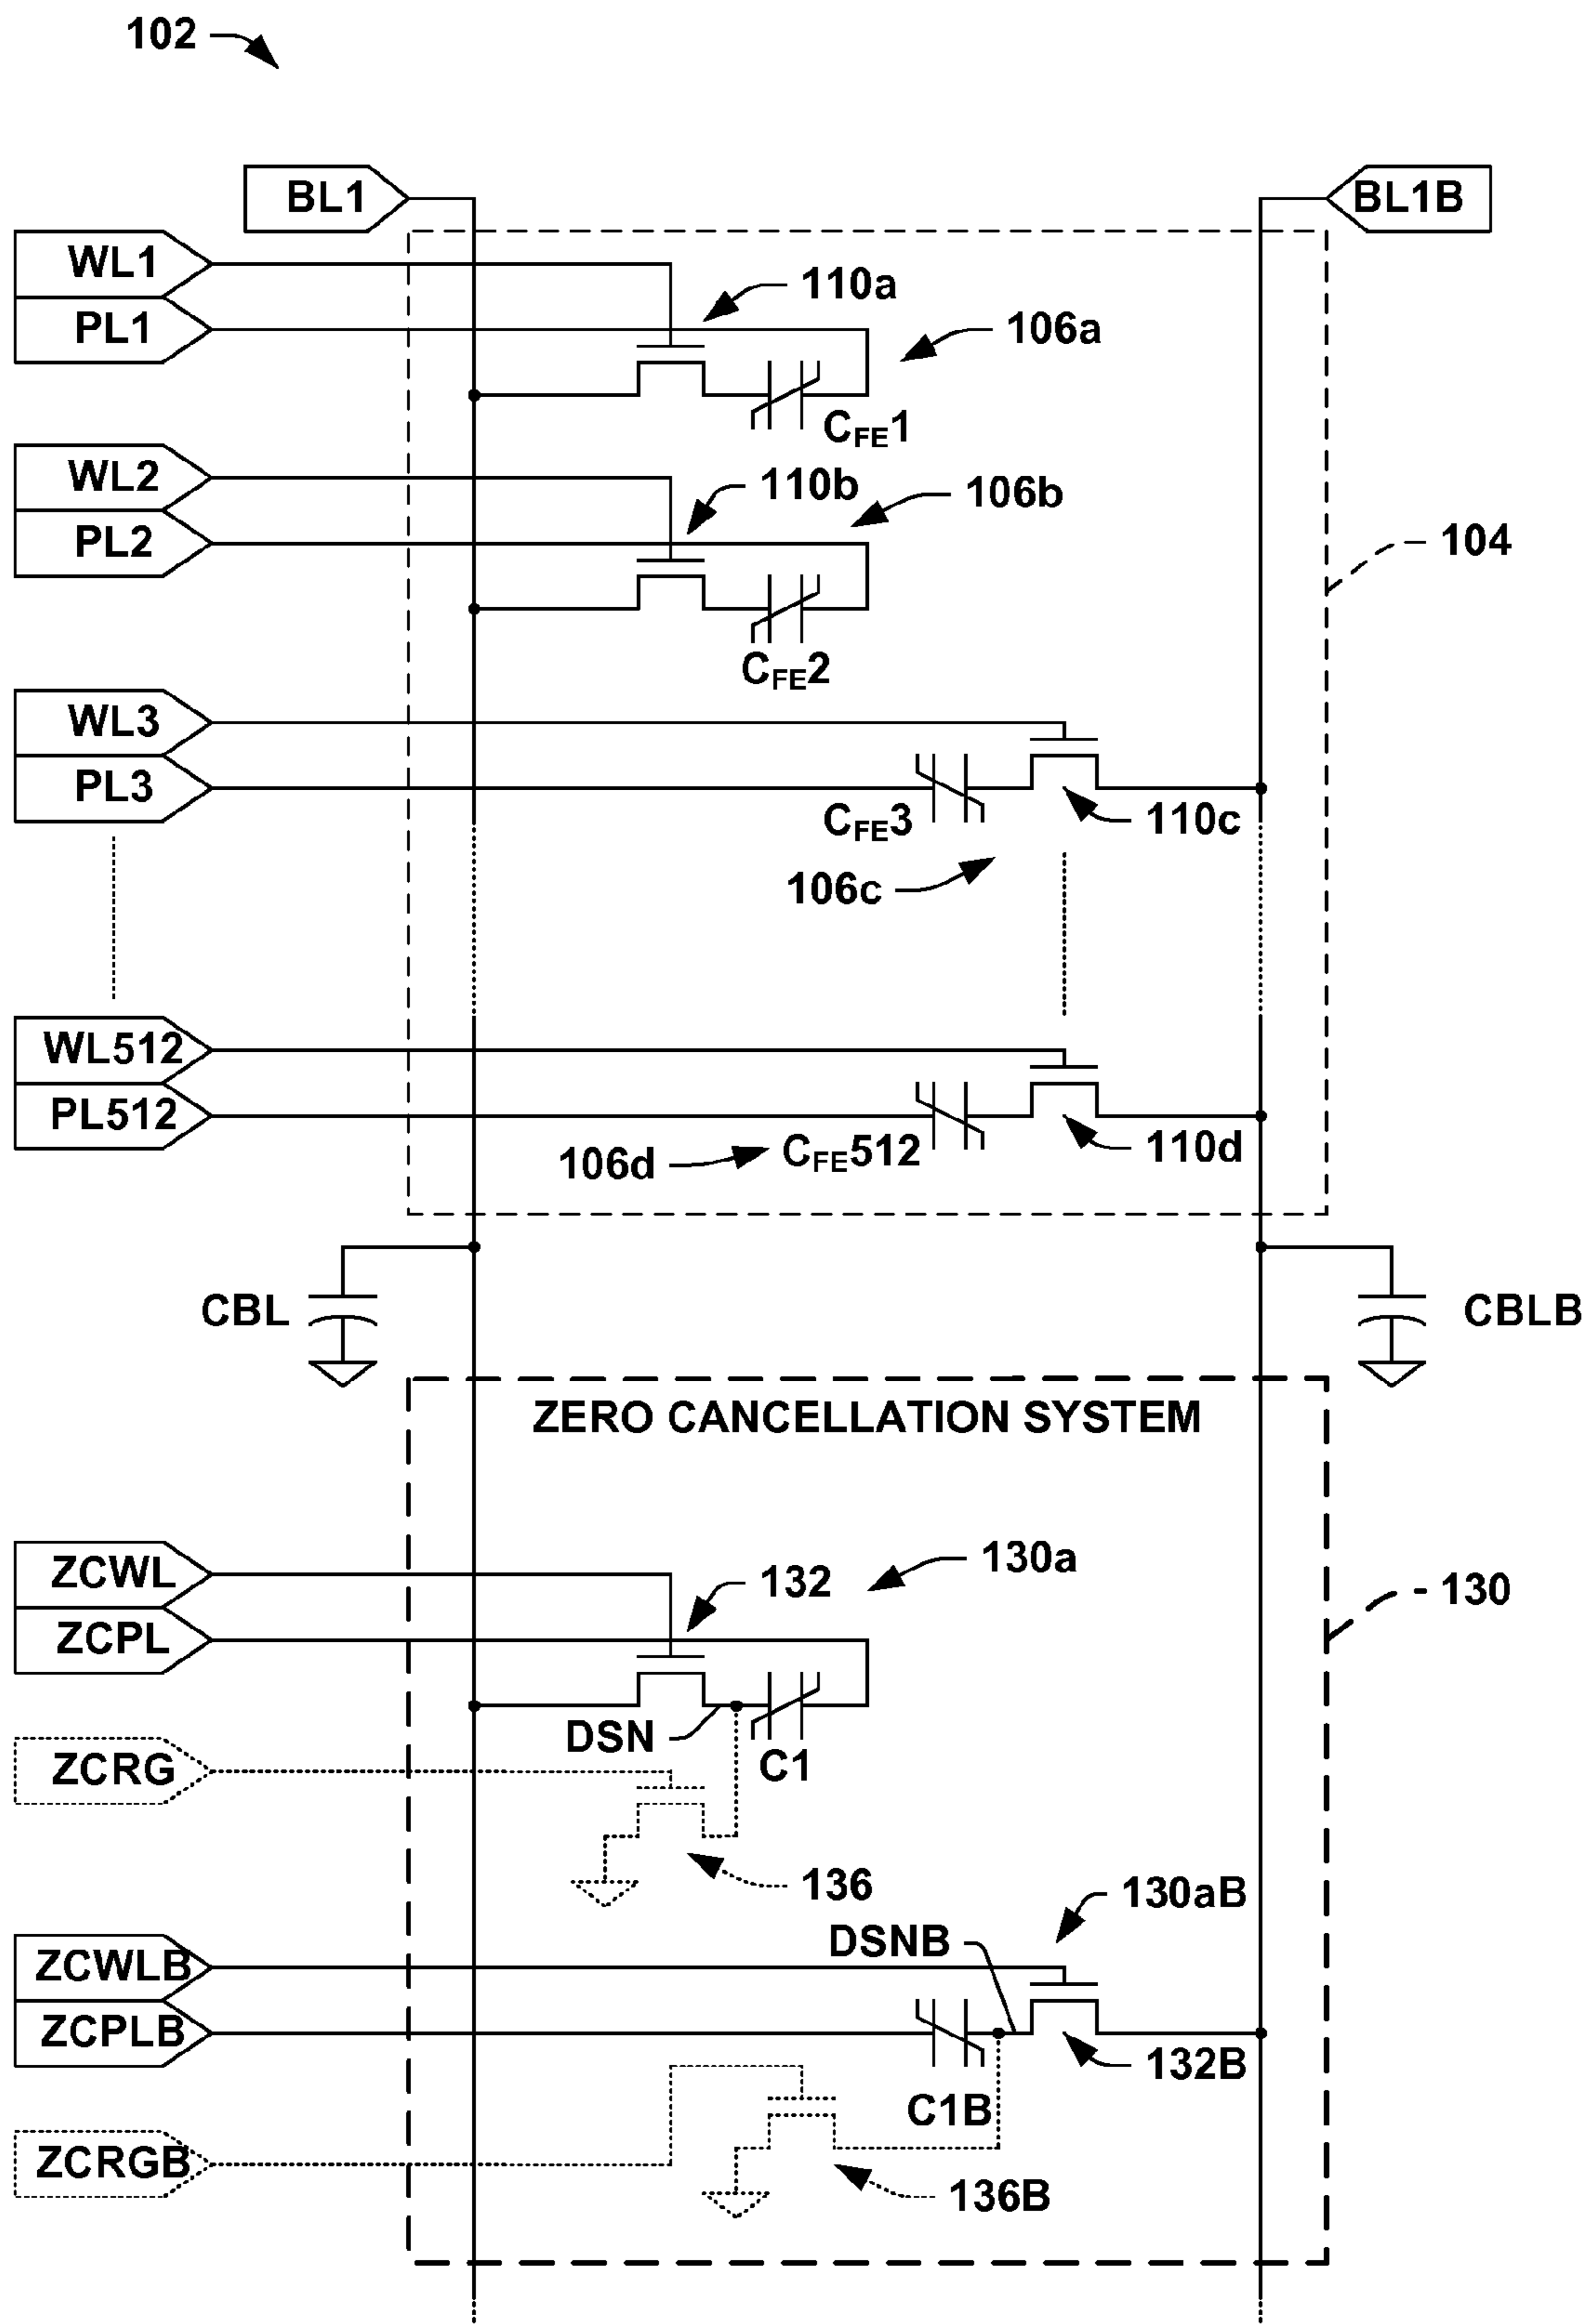 102
BL1
BL1B
WL1
110a
PL1
106a
CFE1
WL2
110b
106b
PL2
104
CFE2
WL3
PL3
CFE3
110c
106c
WL512
PL512
106d
CFE512
110d
CBL
CBLB
ZERO CANCELLATION SYSTEM
130a
ZCWL
132
130
ZCPL
DSN
ZCRG
C1
136
130aB
DSNB
ZCWLB
ZCPLB
132B
C1B
ZCRGB
136B